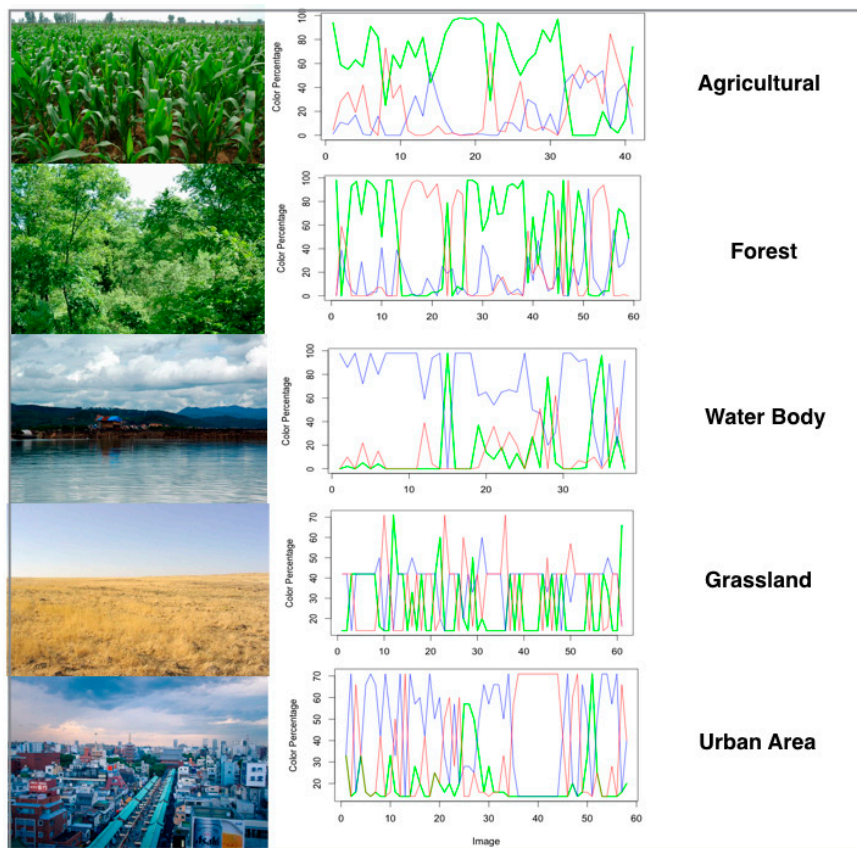 Color Percentage
0 20 40 60 80 100
10 20 30 40
Agricultural
Color Percentage
0 20 40 60 80 100
0 10 20 30 40 50 60
Forest
Color Percentage
0 20 40 60 80 100
0 10 20 30
Water Body
Color Percentage
20 30 40 50 60 70
0 10 20 30 40 50 60
Grassland
Color Percentage
20 30 40 50 60 70
0 10 20 30 40 50 60
Image
Urban Area